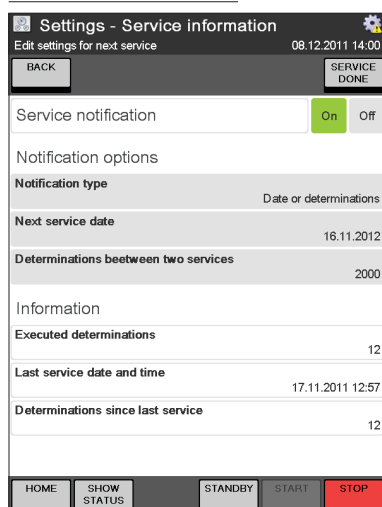 Settings - Service information
Edit settings for next service 08.12.2011 14:00
BACK
SERVICE
DONE
Service notification On Off
Notification options
Notification type
Date or determinations
Next service date
16.11.2012
Determinations beetween two services
2000
Information
Executed determinations
12
Last service date and time
17.11.2011 12:57
Determinations since last service
12
HOME
SHOW
STATUS
STANDBY
START
STOP